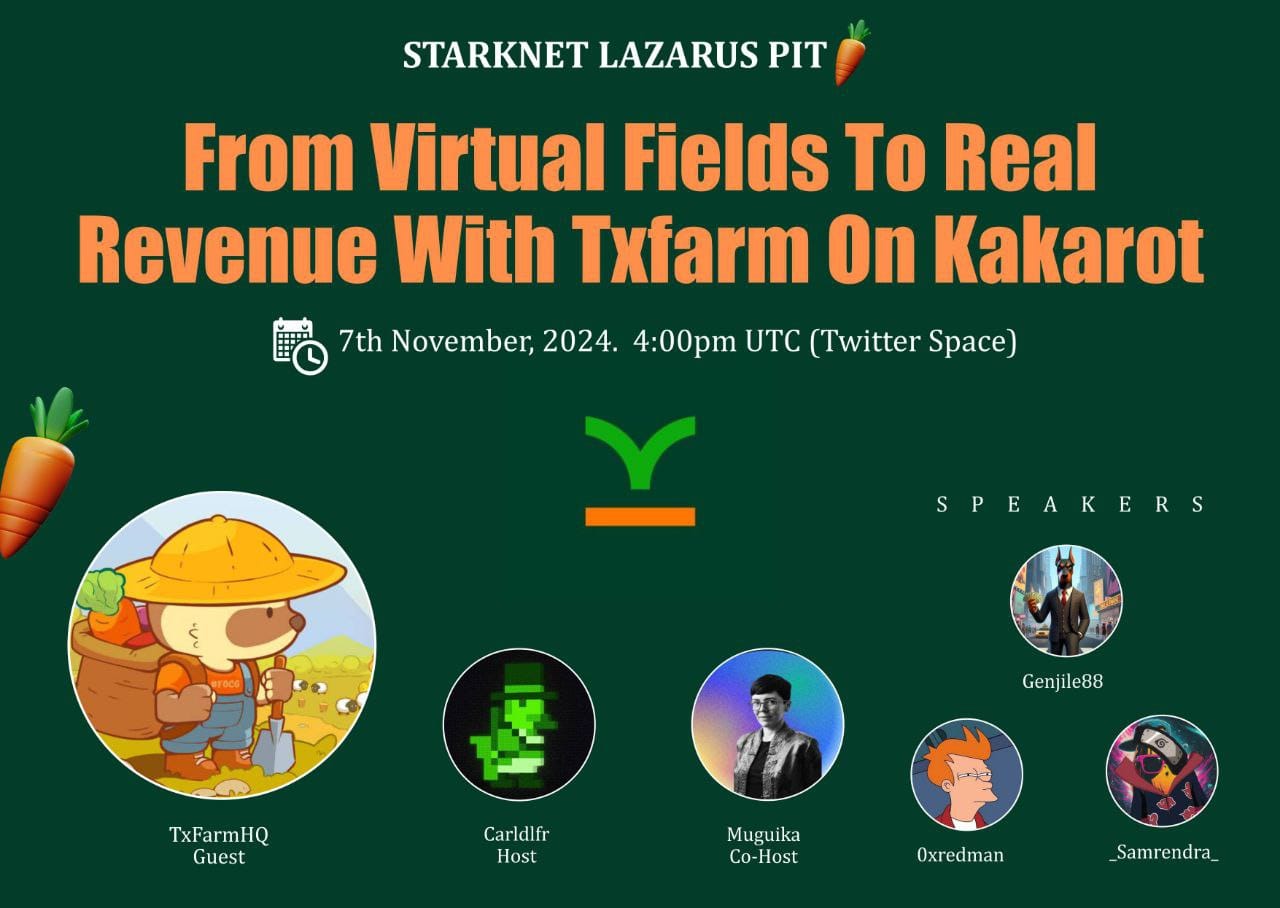 STARKNET LAZARUS PIT
From Virtual Fields To Real
Revenue With Txfarm On Kakarot
7th November, 2024. 4:00pm UTC (Twitter Space)
SPEAKERS
Genjile88
TxFarmHQ
Guest
Carldlfr
Host
Muguika
Co-Host
0xredman
_Samrendra_